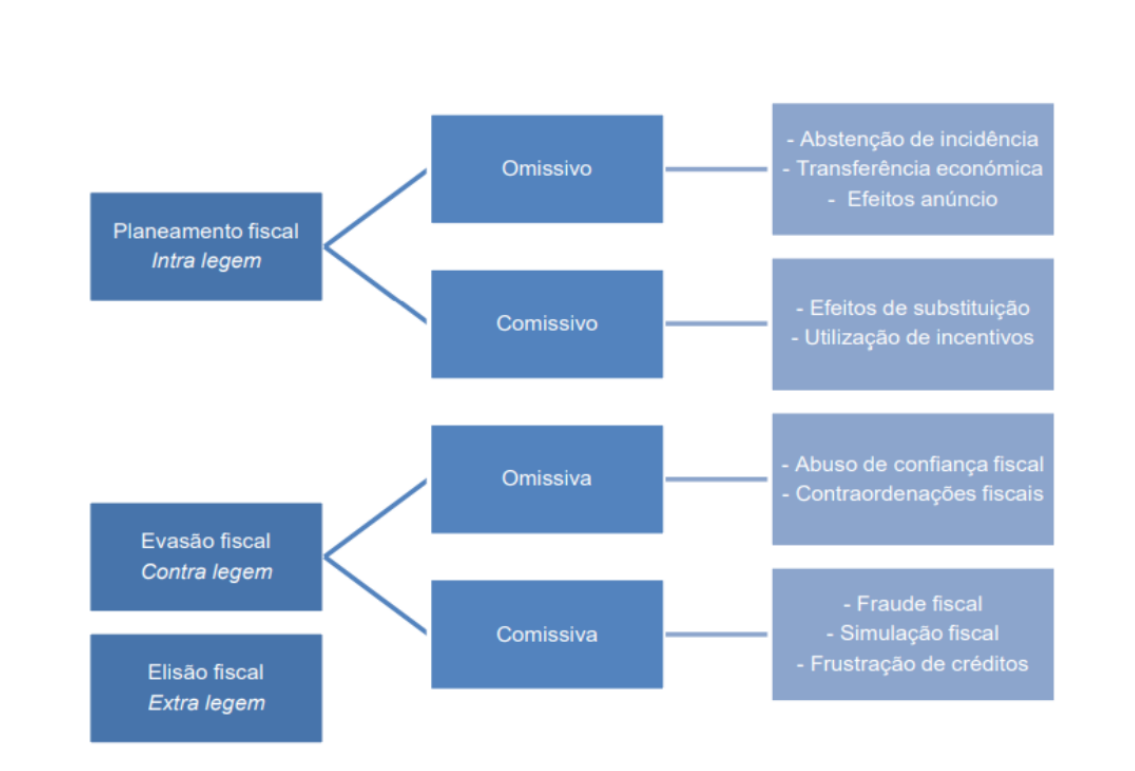 Planeamento fiscal
Intra legem
Omissivo
- Abstenção de incidência
- Transferência económica
- Efeitos anúncio
Comissivo
- Efeitos de substituição
- Utilização de incentivos
Evasão fiscal
Contra legem
Omissiva
- Abuso de confiança fiscal
- Contraordenações fiscais
Comissiva
- Fraude fiscal
- Simulação fiscal
- Frustração de créditos
Elisão fiscal
Extra legem